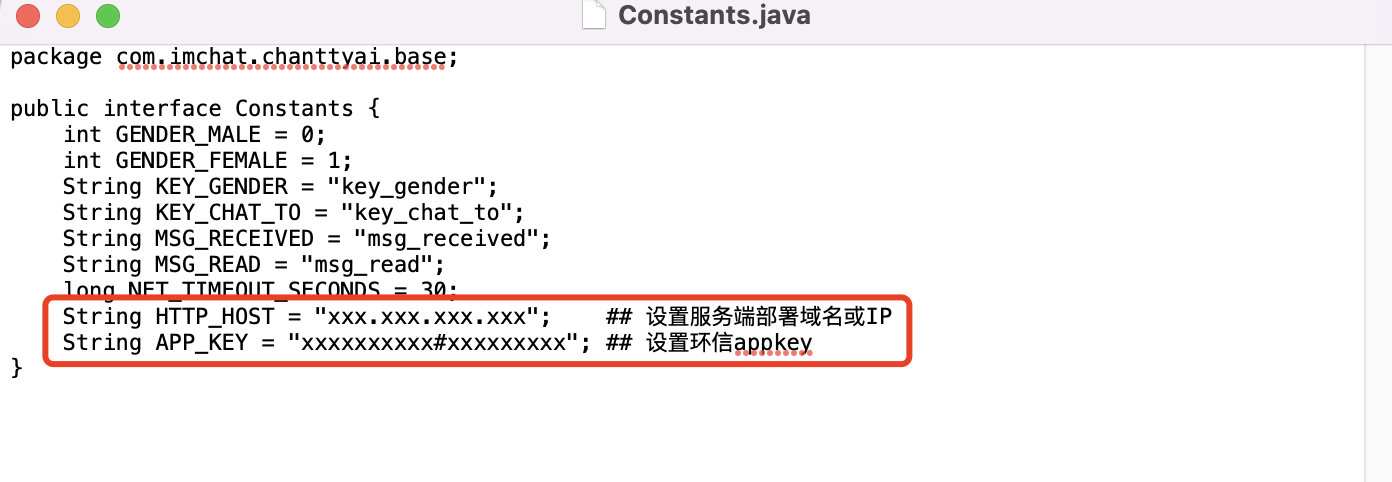 Constants.java
package com.imchat.chanttyai.base;
public interface Constants {
int GENDER_MALE = 0;
int GENDER_FEMALE = 1;
String KEY_GENDER = "key_gender";
String KEY_CHAT_TO = "key_chat_to";
String MSG_RECEIVED = "msg_received";
String MSG_READ = "msg_read";
long NET_TIMEOUT_SECONDS = 30;
String HTTP_HOST = "xxx.xxx.xxx.xxx";    ## 设置服务端部署域名或IP
String APP_KEY = "xxxxxxxxxx#xxxxxxxxx"; ## 设置环信appkey
}